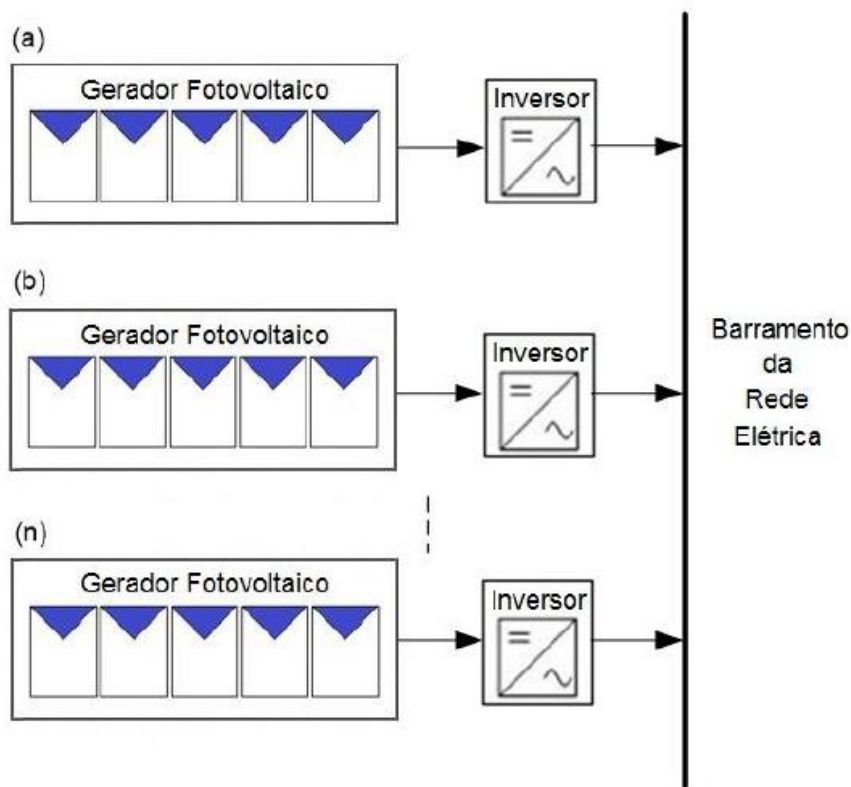 (a)
Gerador Fotovoltaico
Inversor
(b)
Gerador Fotovoltaico
Inversor
Barramento
da
Rede
Elétrica
(n)
Gerador Fotovoltaico
Inversor